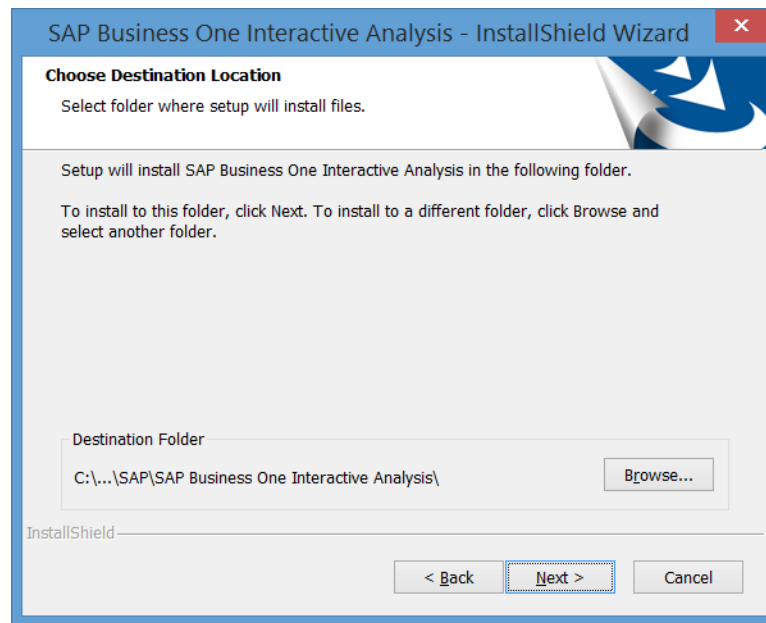 SAP Business One Interactive Analysis - InstallShield Wizard
Choose Destination Location
Select folder where setup will install files.
Setup will install SAP Business One Interactive Analysis in the following folder.
To install to this folder, click Next. To install to a different folder, click Browse and
select another folder.
Destination Folder
C:\...\SAP\SAP Business One Interactive Analysis\
Browse...
InstallShield
< Back
Next >
Cancel